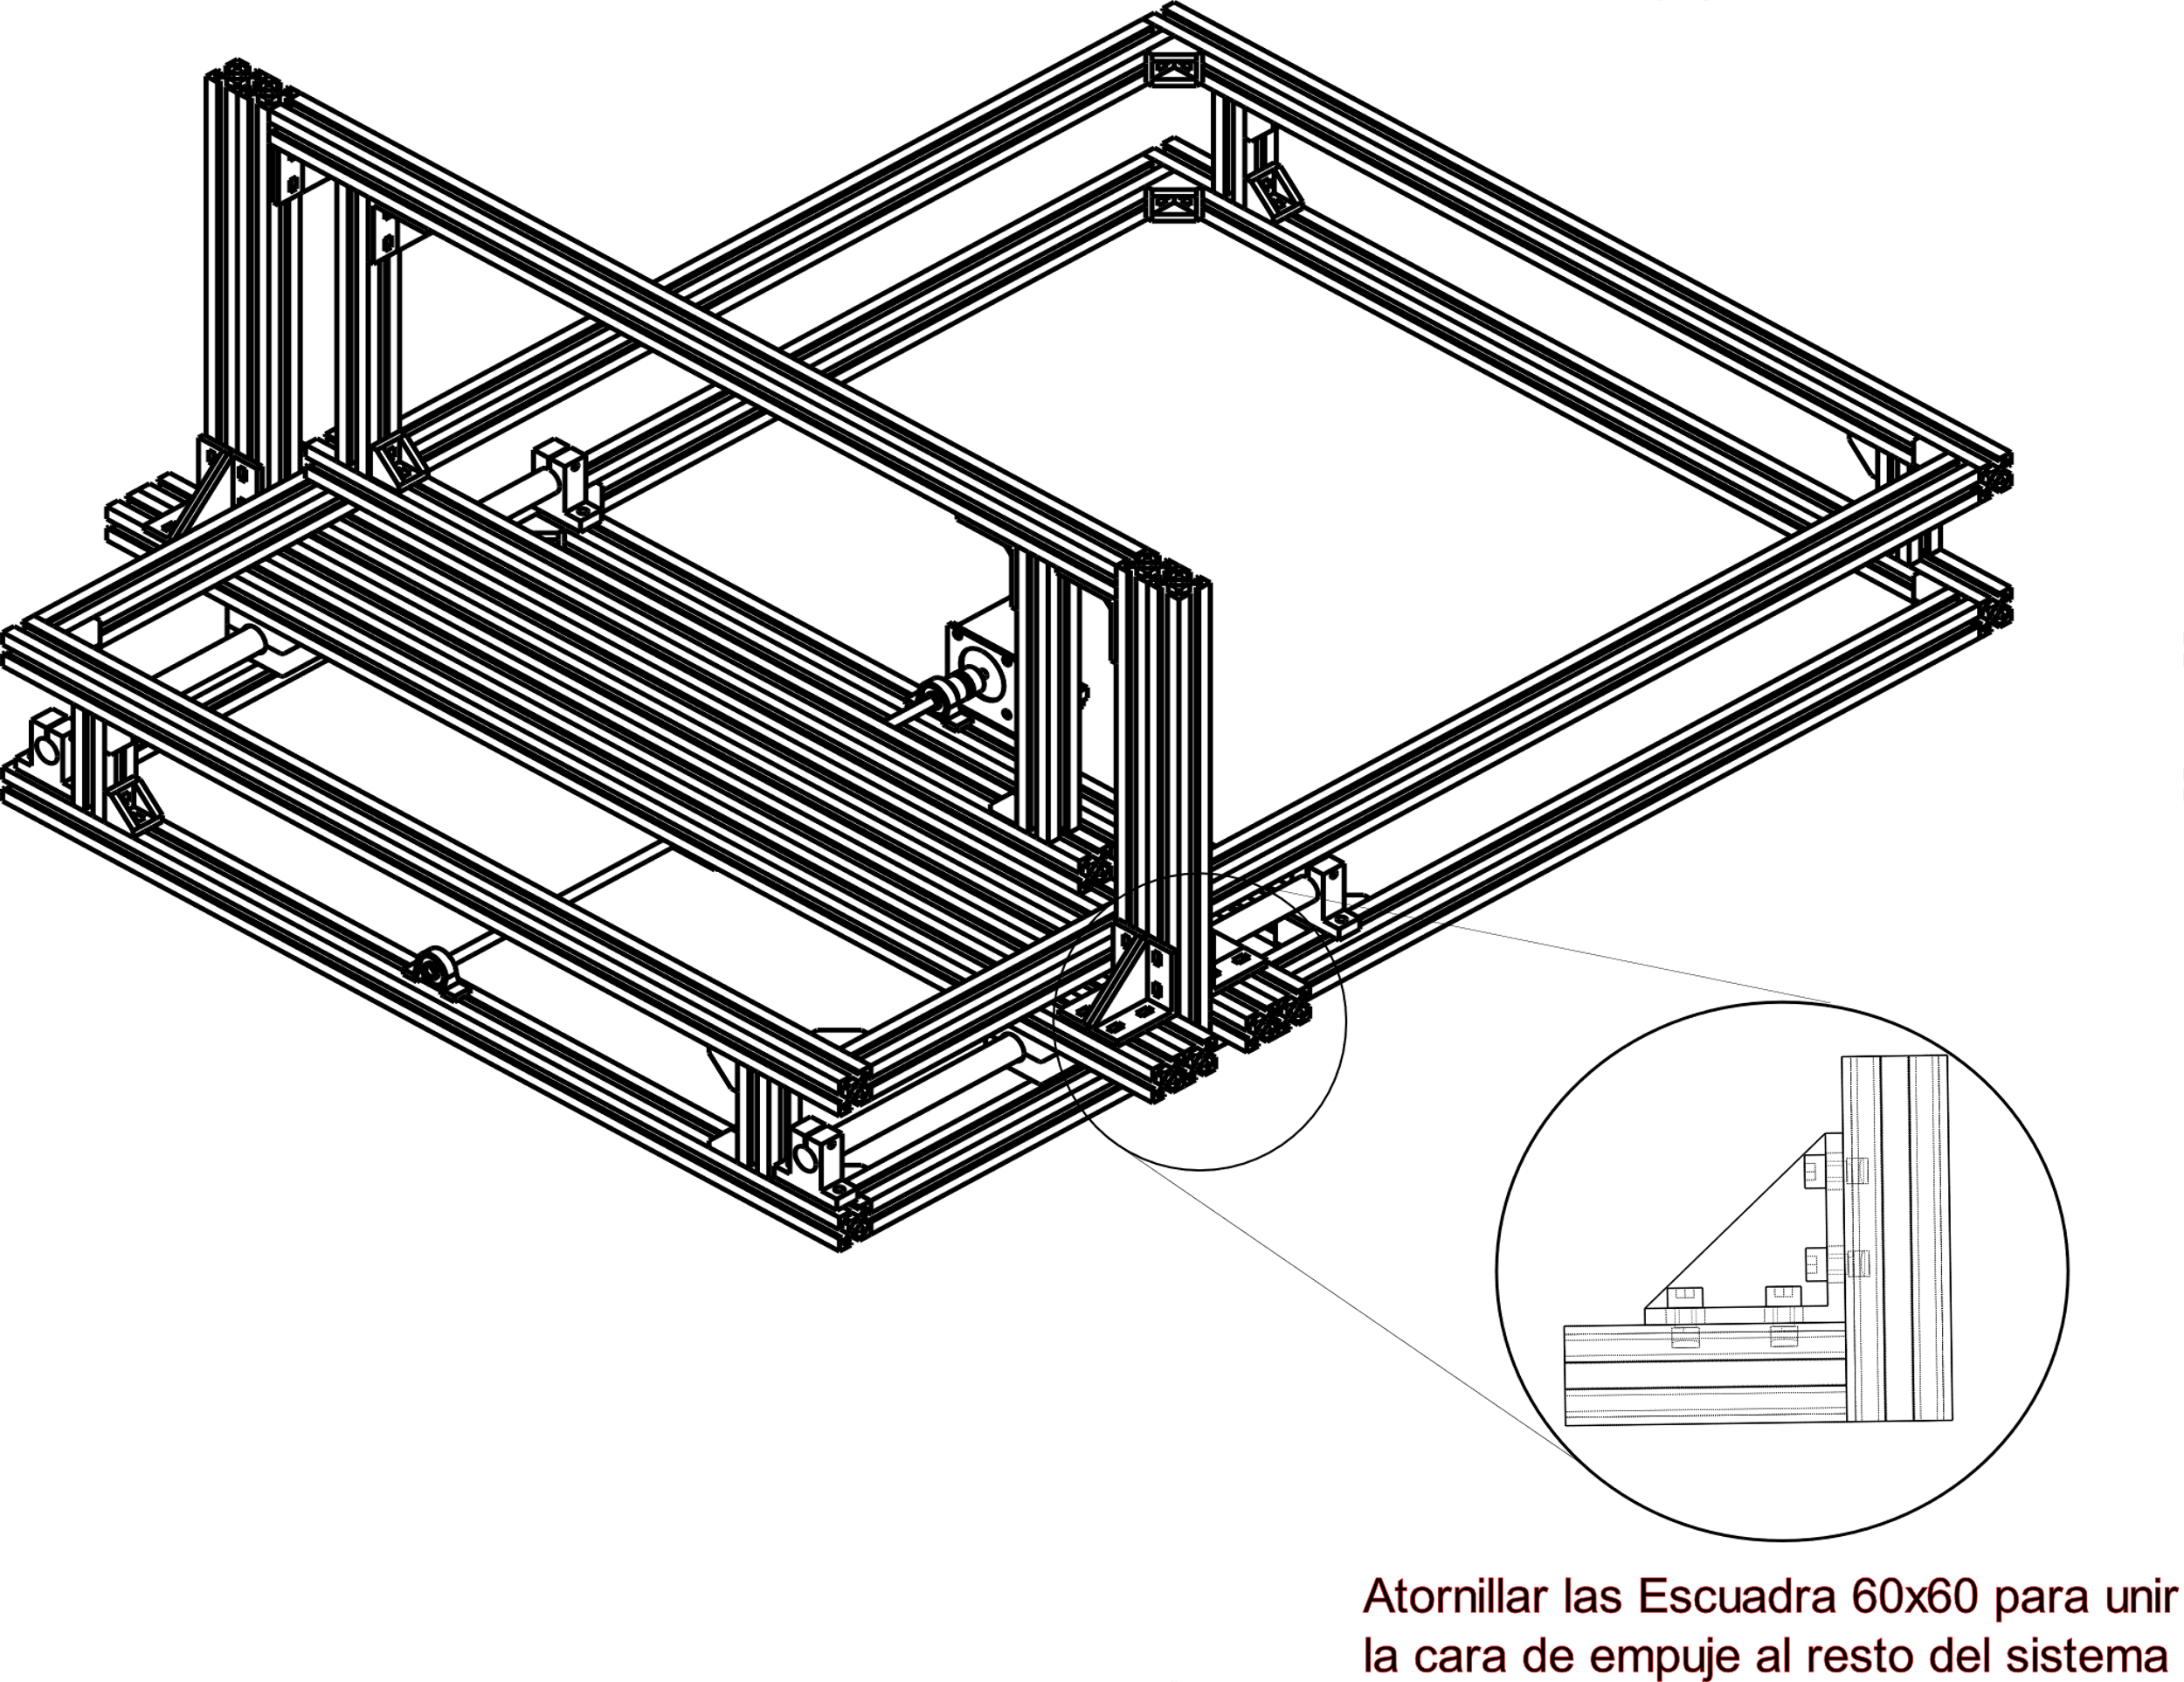 Atornillar las Escuadra 60x60 para unir
la cara de empuje al resto del sistema